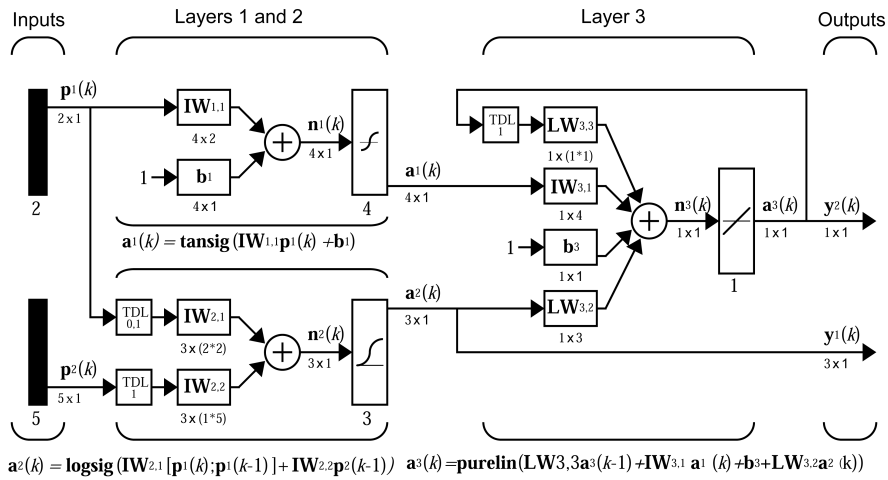 Inputs
Layers 1 and 2
Layer 3
Outputs
p1(k)
2 x 1
2
IW1,1
4 x 2
1
b1
4 x 1
n1(k)
4 x 1
4
a1(k) = tansig (IW1,1p1(k) +b1)
a1(k)
4 x 1
TDL
1
LW3,3
1 x (1*1)
IW3,1
1 x 4
1
b3
1 x 1
LW3,2
1 x 3
n3(k)
1 x 1
1
a3(k)
1 x 1
y2(k)
1 x 1
p2(k)
5 x 1
5
TDL
0,1
IW2,1
3 x (2*2)
TDL
1
IW2,2
3 x (1*5)
n2(k)
3 x 1
3
a2(k)
3 x 1
y1(k)
3 x 1
a2(k) = logsig (IW2,1 [p1(k);p1(k-1) ]+ IW2,2p2(k-1))
a3(k)=purelin(LW3,3a3(k-1)+IW3,1 a1 (k)+b3+LW3,2a2 (k))